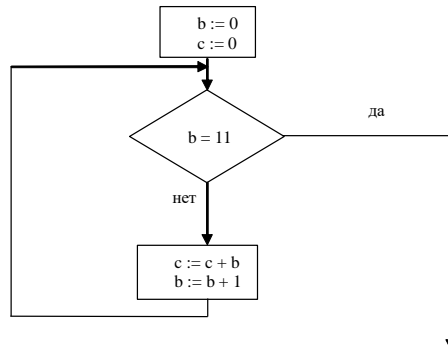 b := 0
c := 0
b = 11
да
нет
c := c + b
b := b + 1